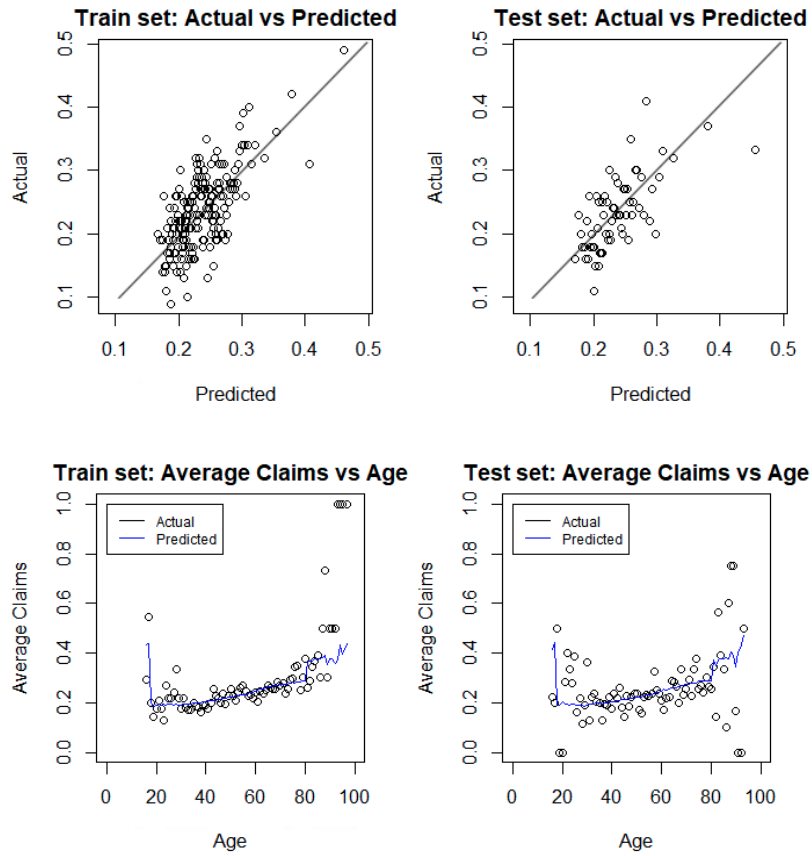 Train set: Actual vs Predicted
Actual
0.1 0.2 0.3 0.4 0.5
0.1 0.2 0.3 0.4 0.5
Predicted
Test set: Actual vs Predicted
Actual
0.1 0.2 0.3 0.4 0.5
0.1 0.2 0.3 0.4 0.5
Predicted
Train set: Average Claims vs Age
Average Claims
0.0 0.2 0.4 0.6 0.8 1.0
Actual
Predicted
0 20 40 60 80 100
Age
Test set: Average Claims vs Age
Average Claims
0.0 0.2 0.4 0.6 0.8 1.0
Actual
Predicted
0 20 40 60 80 100
Age